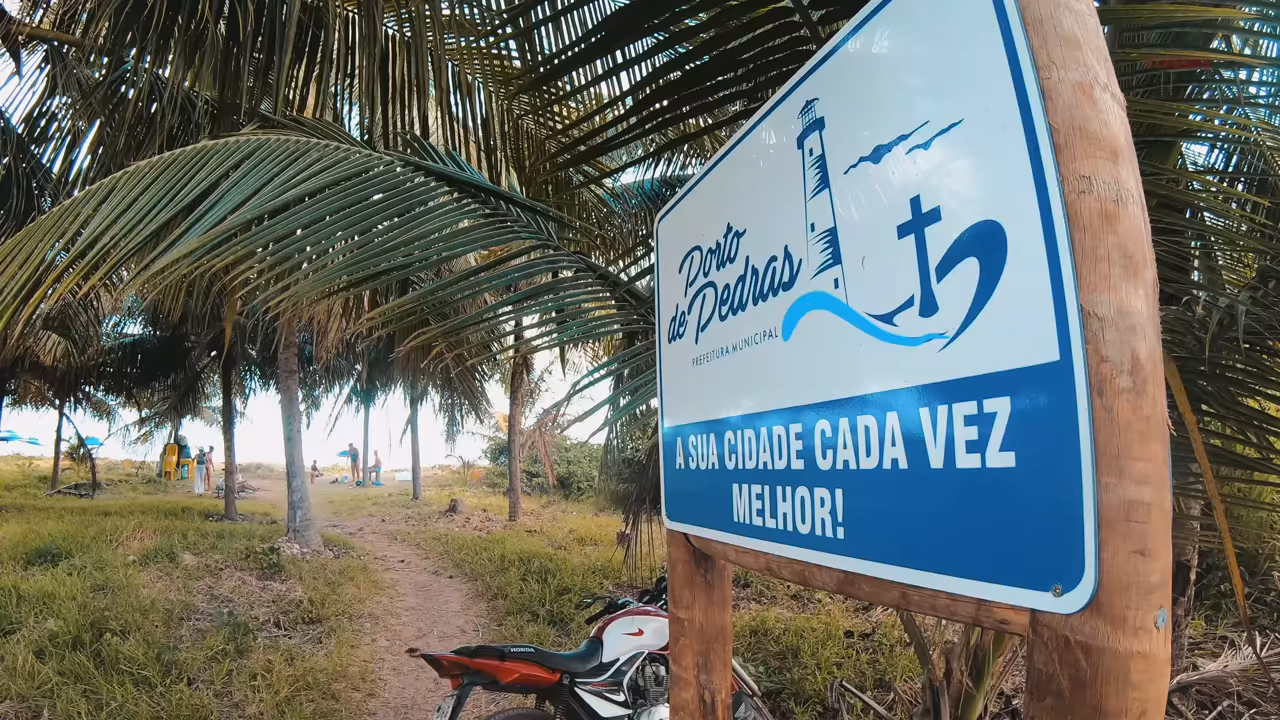 Porto
de Pedras
PREFEITURA MUNICIPAL
A SUA CIDADE CADA VEZ
MELHOR!
HONDA